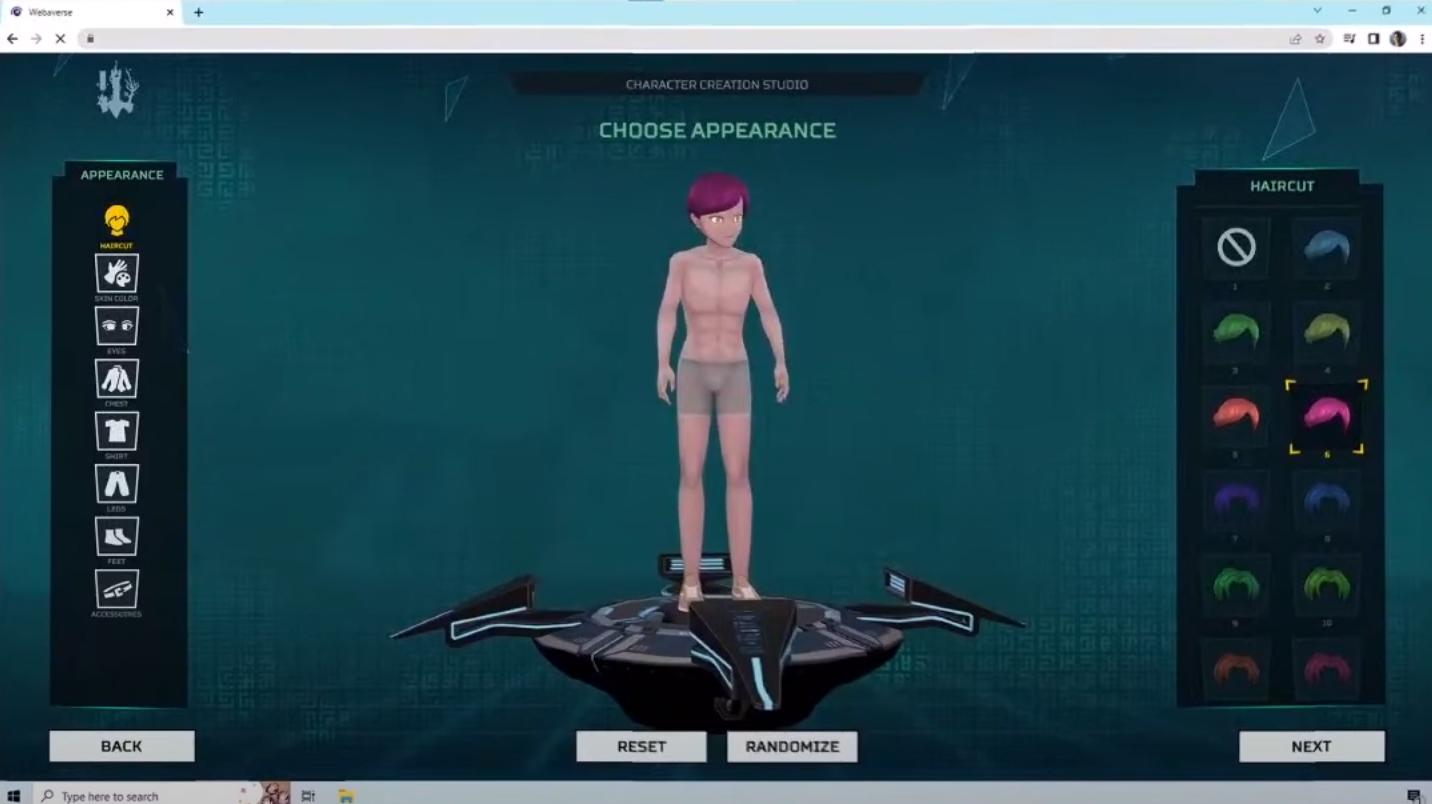 Webaverse
CHARACTER CREATION STUDIO
CHOOSE APPEARANCE
APPEARANCE
HAIRCUT
SKIN COLOR
EYES
CHEST
SHIRT
LEGS
FEET
ACCESSORIES
HAIRCUT
1
2
3
4
5
6
7
8
9
10
BACK
RESET
RANDOMIZE
NEXT
Type here to search